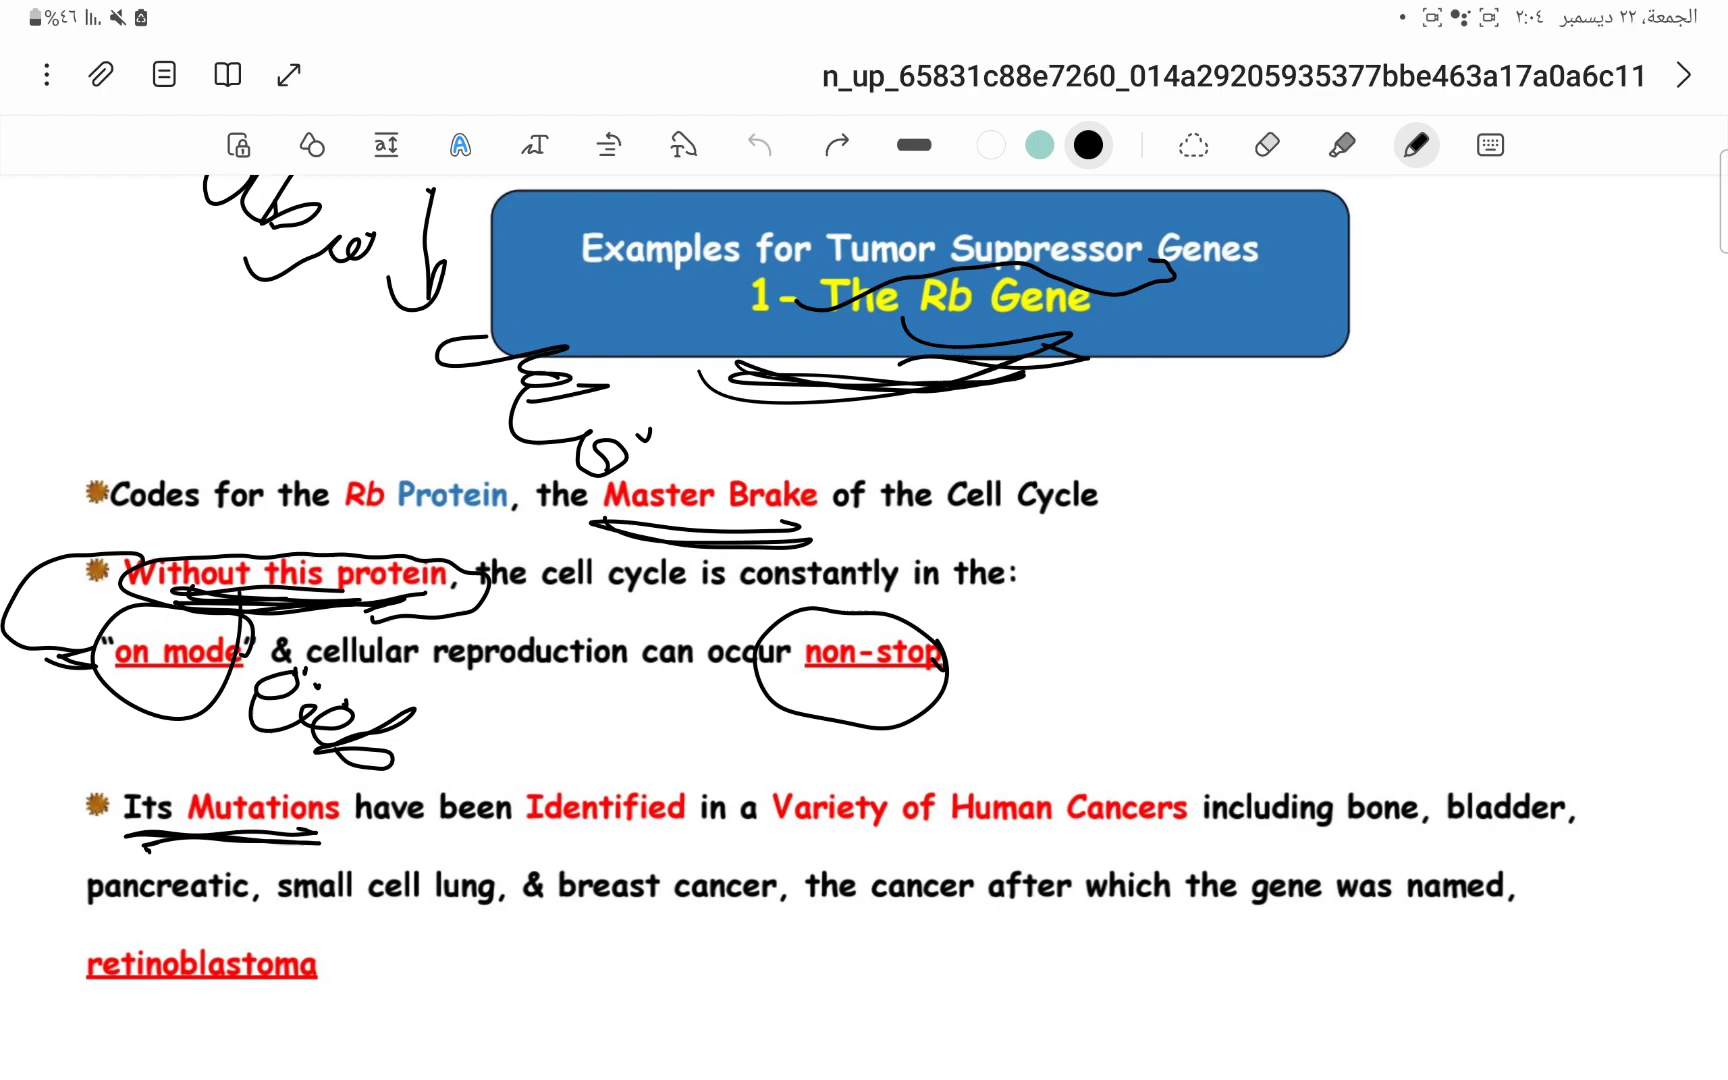 %٤٦
الجمعة، ٢٢ ديسمبر ٢:٠٤
n_up_65831c88e7260_014a29205935377bbe463a17a0a6c11
Examples for Tumor Suppressor Genes
1- The Rb Gene
Codes for the Rb Protein, the Master Brake of the Cell Cycle
Without this protein, the cell cycle is constantly in the:
“on mode” & cellular reproduction can occur non-stop
Its Mutations have been Identified in a Variety of Human Cancers including bone, bladder,
pancreatic, small cell lung, & breast cancer, the cancer after which the gene was named,
retinoblastoma